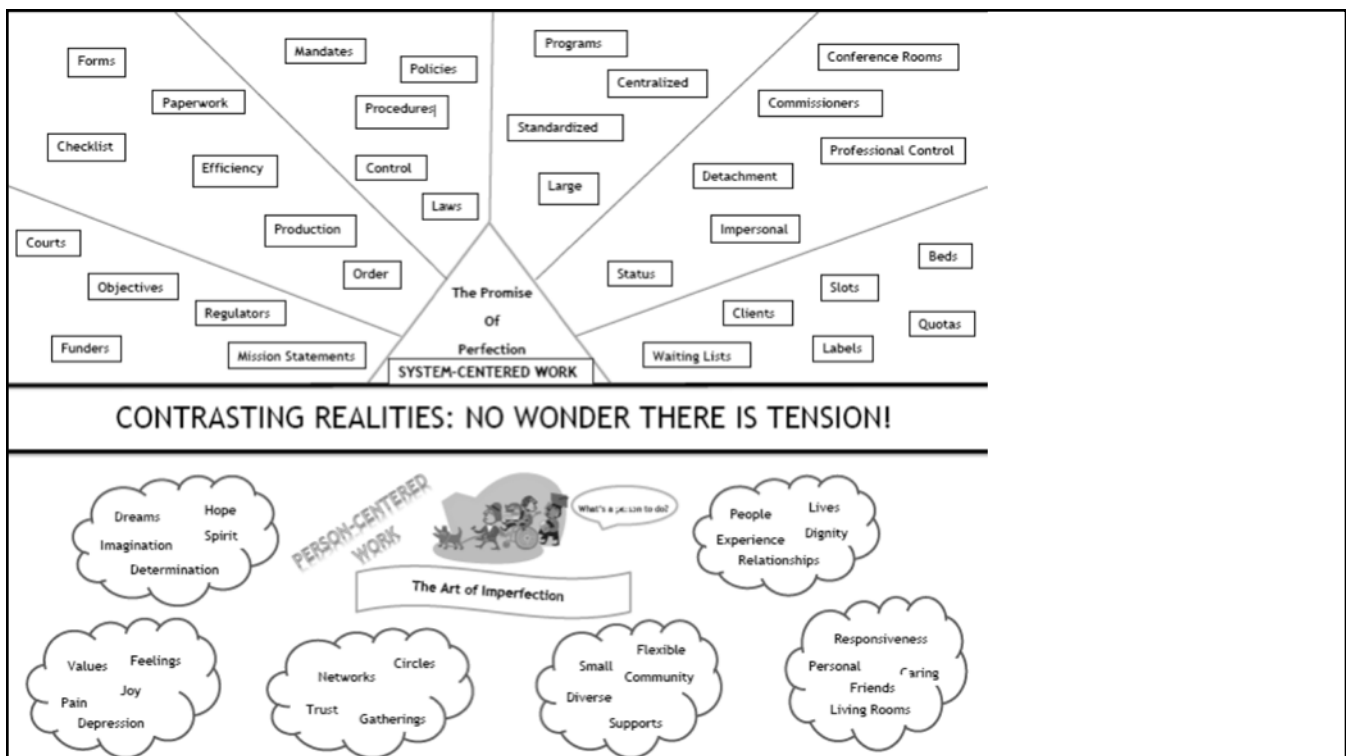 Forms
Paperwork
Checklist
Efficiency
Production
Order
Mandates
Policies
Procedures
Control
Laws
Programs
Centralized
Standardized
Large
Conference Rooms
Commissioners
Professional Control
Detachment
Impersonal
Status
Courts
Objectives
Regulators
Funders
Mission Statements
The Promise
Of
Perfection
SYSTEM-CENTERED WORK
Beds
Slots
Clients
Quotas
Waiting Lists
Labels
CONTRASTING REALITIES: NO WONDER THERE IS TENSION!
Dreams
Hope
Imagination
Spirit
Determination
PERSON-CENTERED
WORK
What's a person to do?
The Art of Imperfection
People
Lives
Experience
Dignity
Relationships
Values
Feelings
Joy
Pain
Depression
Networks
Circles
Trust
Gatherings
Flexible
Small
Community
Diverse
Supports
Responsiveness
Personal
Caring
Friends
Living Rooms